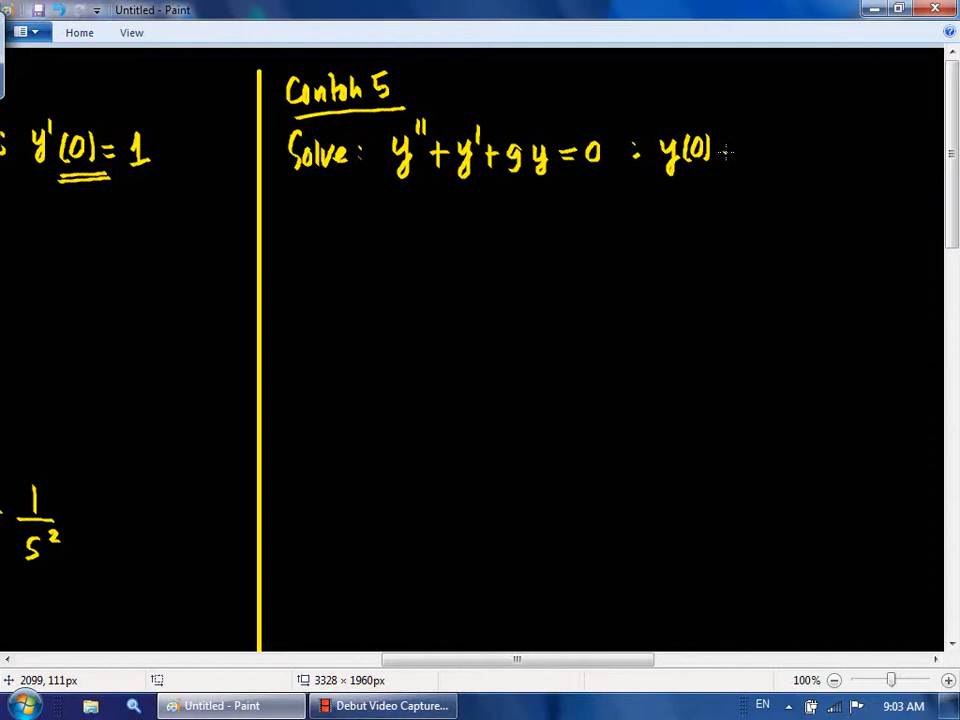 Untitled - Paint
Home View
Contoh 5
y'(0) = 1
Solve: y'' + y' + 9y = 0 : y(0) -
1
s²
2099, 111px
3328 × 1960px
100%
Untitled - Paint
Debut Video Capture...
EN
9:03 AM